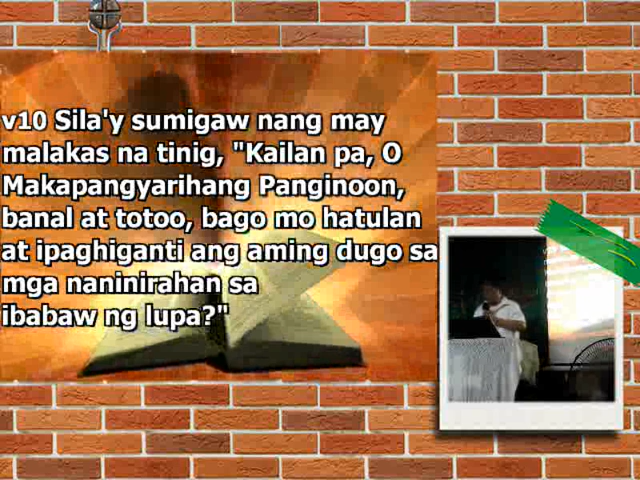 v10 Sila'y sumigaw nang may
malakas na tinig, "Kailan pa, O
Makapangyarihang Panginoon,
banal at totoo, bago mo hatulan
at ipaghiganti ang aming dugo sa
mga naninirahan sa
ibabaw ng lupa?"